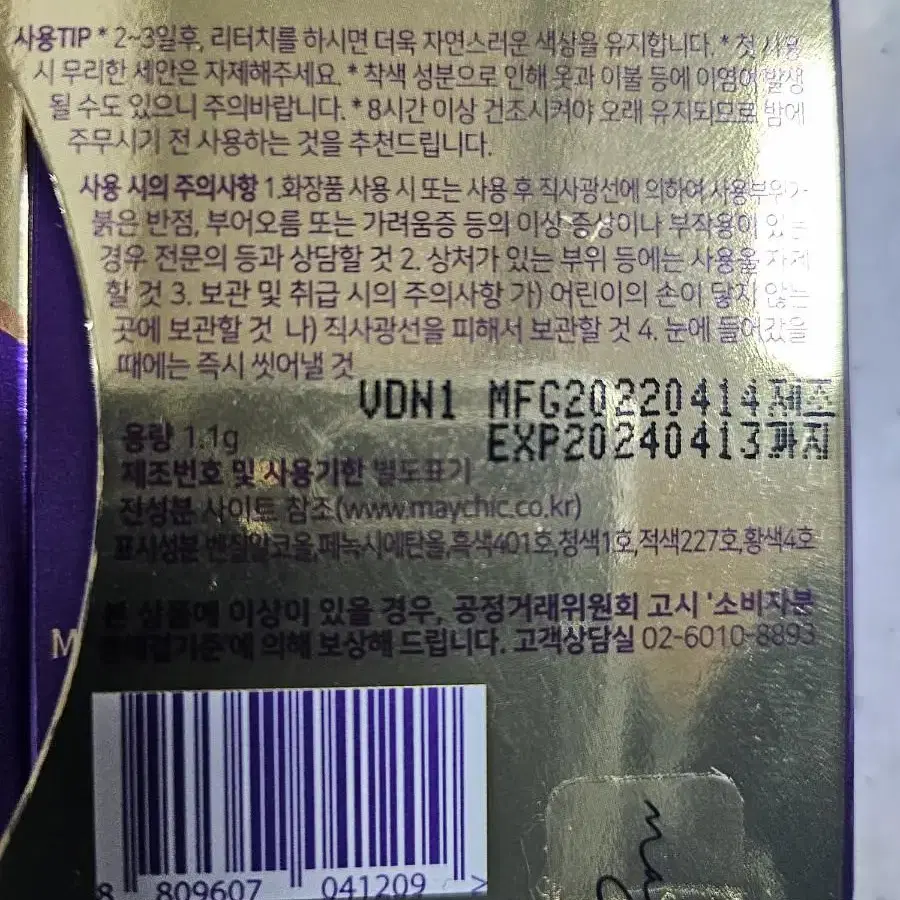 사용TIP * 2~3일후, 리터치를 하시면 더욱 자연스러운 색상을 유지합니다. * 첫 사용
시 무리한 세안은 자제해주세요. * 착색 성분으로 인해 옷과 이불 등에 이염이 발생
될 수도 있으니 주의바랍니다. * 8시간 이상 건조시켜야 오래 유지되므로 밤에
주무시기 전 사용하는 것을 추천드립니다.
사용 시의 주의사항 1.화장품 사용 시 또는 사용 후 직사광선에 의하여 사용부위가
붉은 반점, 부어오름 또는 가려움증 등의 이상 증상이나 부작용이 있는
경우 전문의 등과 상담할 것 2. 상처가 있는 부위 등에는 사용을 자제
할 것 3. 보관 및 취급 시의 주의사항 가) 어린이의 손이 닿지 않는
곳에 보관할 것 나) 직사광선을 피해서 보관할 것 4. 눈에 들어갔을
때에는 즉시 씻어낼 것
VDN1 MFG20220414제조
EXP20240413까지
용량 1.1g
제조번호 및 사용기한 별도표기
전성분 사이트 참조(www.maychic.co.kr)
표시성분 벤질알코올,페녹시에탄올,흑색401호,청색1호,적색227호,황색4호
본 상품에 이상이 있을 경우, 공정거래위원회 고시 '소비자분
쟁해결기준'에 의해 보상해 드립니다. 고객상담실 02-6010-8893
M
8 809607 041209 >